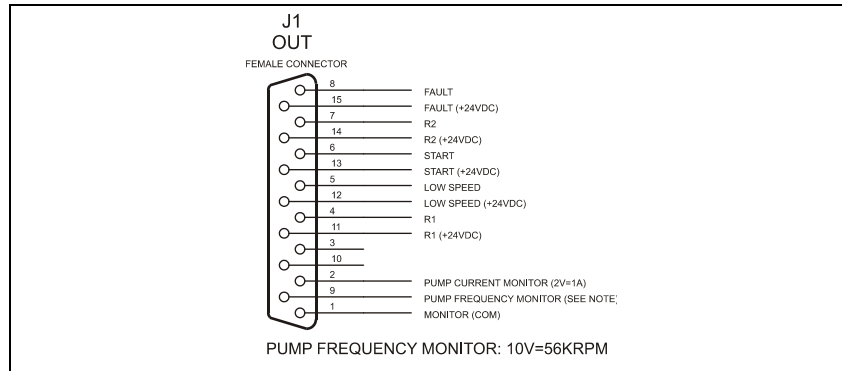 J1
OUT
FEMALE CONNECTOR
8 FAULT
15 FAULT (+24VDC)
7 R2
14 R2 (+24VDC)
6 START
13 START (+24VDC)
5 LOW SPEED
12 LOW SPEED (+24VDC)
4 R1
11 R1 (+24VDC)
3
10
2 PUMP CURRENT MONITOR (2V=1A)
9 PUMP FREQUENCY MONITOR (SEE NOTE)
1 MONITOR (COM)
PUMP FREQUENCY MONITOR: 10V=56KRPM